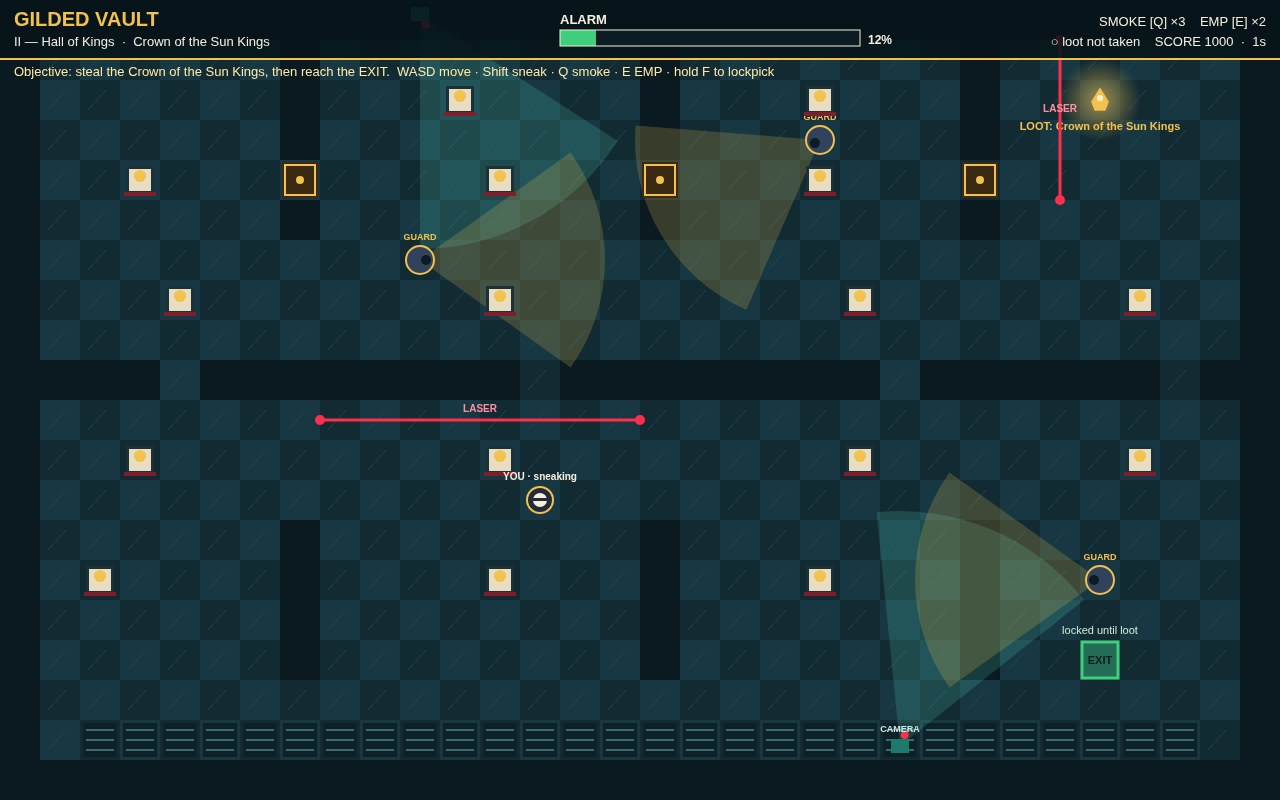 GILDED VAULT
II — Hall of Kings · Crown of the Sun Kings
ALARM
12%
SMOKE [Q] ×3 EMP [E] ×2
○ loot not taken SCORE 1000 · 1s
Objective: steal the Crown of the Sun Kings, then reach the EXIT. WASD move · Shift sneak · Q smoke · E EMP · hold F to lockpick
LASER
GUARD
LOOT: Crown of the Sun Kings
GUARD
LASER
YOU · sneaking
GUARD
locked until loot
EXIT
CAMERA